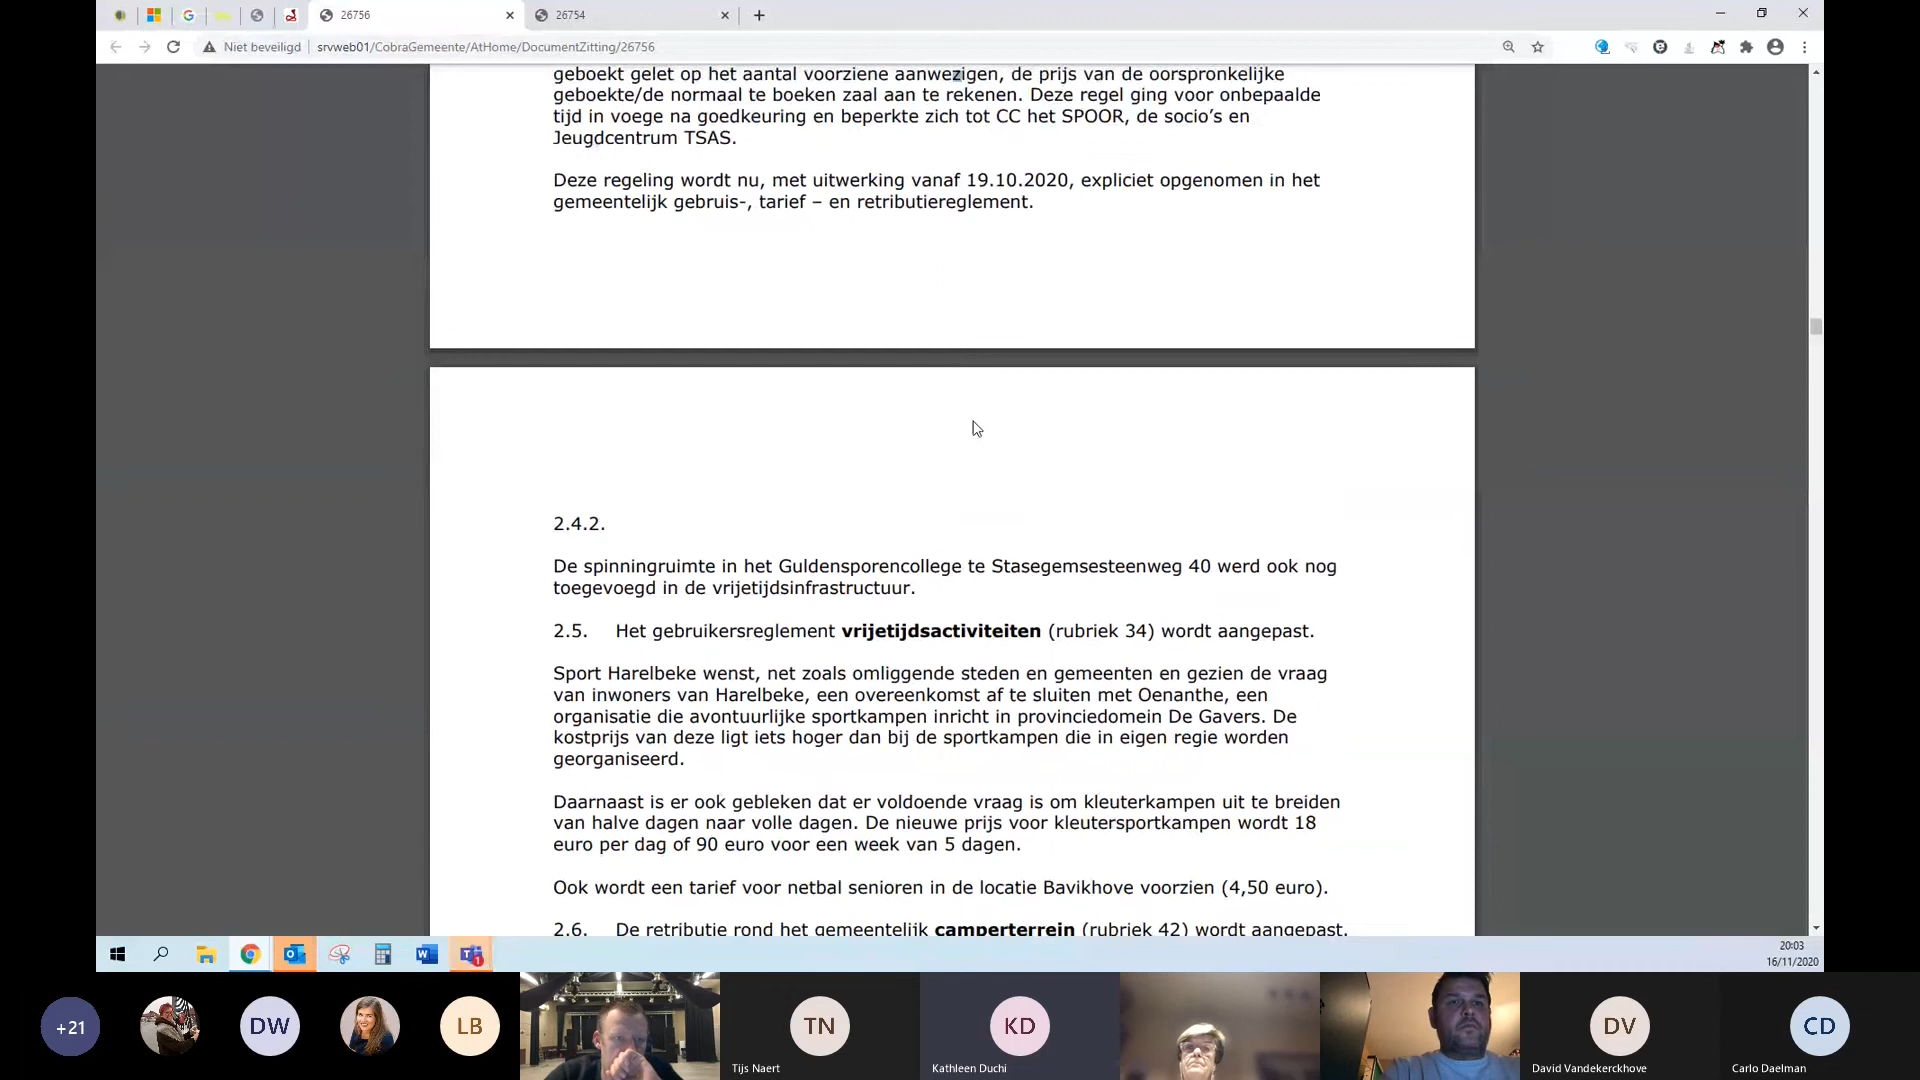 26756
26754
Niet beveiligd
srvweb01/CobraGemeente/AtHome/DocumentZitting/26756
geboekt gelet op het aantal voorziene aanwezigen, de prijs van de oorspronkelijke
geboekte/de normaal te boeken zaal aan te rekenen. Deze regel ging voor onbepaalde
tijd in voege na goedkeuring en beperkte zich tot CC het SPOOR, de socio’s en
Jeugdcentrum TSAS.
Deze regeling wordt nu, met uitwerking vanaf 19.10.2020, expliciet opgenomen in het
gemeentelijk gebruis-, tarief – en retributiereglement.
2.4.2.
De spinningruimte in het Guldensporencollege te Stasegemsesteenweg 40 werd ook nog
toegevoegd in de vrijetijdsinfrastructuur.
2.5. Het gebruikersreglement vrijetijdsactiviteiten (rubriek 34) wordt aangepast.
Sport Harelbeke wenst, net zoals omliggende steden en gemeenten en gezien de vraag
van inwoners van Harelbeke, een overeenkomst af te sluiten met Oenanthe, een
organisatie die avontuurlijke sportkampen inricht in provinciedomein De Gavers. De
kostprijs van deze ligt iets hoger dan bij de sportkampen die in eigen regie worden
georganiseerd.
Daarnaast is er ook gebleken dat er voldoende vraag is om kleuterkampen uit te breiden
van halve dagen naar volle dagen. De nieuwe prijs voor kleutersportkampen wordt 18
euro per dag of 90 euro voor een week van 5 dagen.
Ook wordt een tarief voor netbal senioren in de locatie Bavikhove voorzien (4,50 euro).
2.6. De retributie rond het gemeentelijk camperterrein (rubriek 42) wordt aangepast.
20:03
16/11/2020
+21
DW
LB
TN
Tijs Naert
KD
Kathleen Duchi
DV
David Vandekerckhove
CD
Carlo Daelman